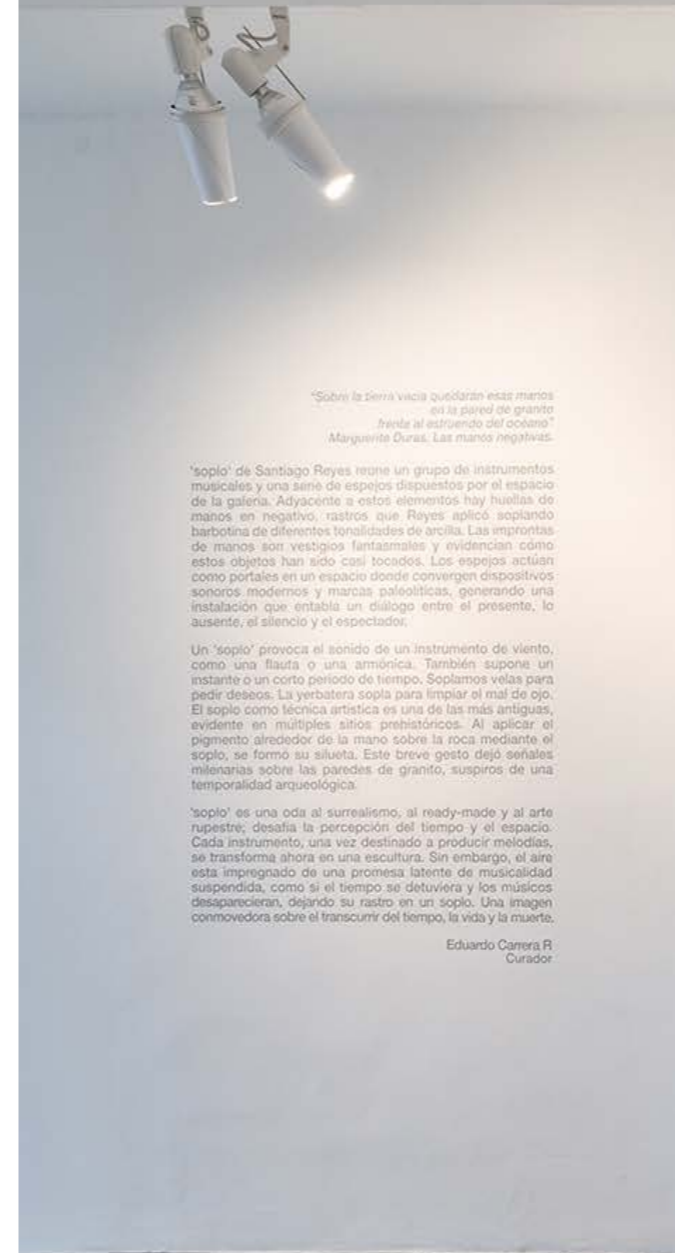 "Sobre la tierra vacía quedarán esas manos
en la pared de granito
frente al estruendo del océano"
Marguerite Duras. Las manos negativas.
'soplo' de Santiago Reyes reúne un grupo de instrumentos
musicales y una serie de espejos dispuestos por el espacio
de la galería. Adyacente a estos elementos hay huellas de
manos en negativo, rastros que Reyes aplicó soplando
barbotina de diferentes tonalidades de arcilla. Las improntas
de manos son vestigios fantasmales y evidencian cómo
estos objetos han sido casi tocados. Los espejos actúan
como portales en un espacio donde convergen dispositivos
sonoros modernos y marcas paleolíticas, generando una
instalación que entabla un diálogo entre el presente, lo
ausente, el silencio y el espectador.
Un 'soplo' provoca el sonido de un instrumento de viento,
como una flauta o una armónica. También supone un
instante o un corto periodo de tiempo. Soplamos velas para
pedir deseos. La yerbatera sopla para limpiar el mal de ojo.
El soplo como técnica artística es una de las más antiguas,
evidente en múltiples sitios prehistóricos. Al aplicar el
pigmento alrededor de la mano sobre la roca mediante el
soplo, se formó su silueta. Este breve gesto dejó señales
milenarias sobre las paredes de granito, suspiros de una
temporalidad arqueológica.
'soplo' es una oda al surrealismo, al ready-made y al arte
rupestre; desafía la percepción del tiempo y el espacio.
Cada instrumento, una vez destinado a producir melodías,
se transforma ahora en una escultura. Sin embargo, el aire
esta impregnado de una promesa latente de musicalidad
suspendida, como si el tiempo se detuviera y los músicos
desaparecieran, dejando su rastro en un soplo. Una imagen
conmovedora sobre el transcurrir del tiempo, la vida y la muerte.
Eduardo Carrera R
Curador